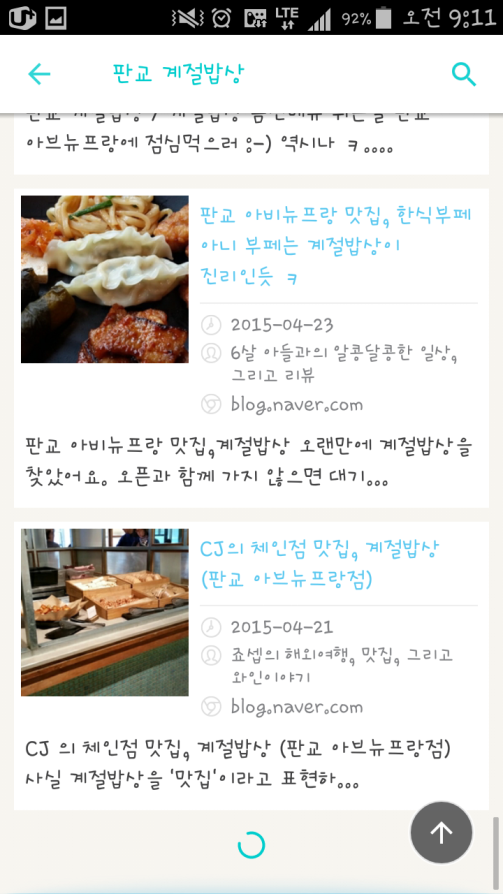 LTE
92%
오전 9:11
판교 계절밥상
아브뉴프랑에 점심먹으러 :-) 역시나 ㅋ....
판교 아비뉴프랑 맛집, 한식부페
아니 부페는 계절밥상이
진리인듯 ㅋ
2015-04-23
6살 아들과의 알콩달콩한 일상,
그리고 리뷰
blog.naver.com
판교 아비뉴프랑 맛집,계절밥상 오랜만에 계절밥상을
찾았어요. 오픈과 함께 가지 않으면 대기...
CJ의 체인점 맛집, 계절밥상
(판교 아브뉴프랑점)
2015-04-21
죠셉의 해외여행, 맛집, 그리고
와인이야기
blog.naver.com
CJ 의 체인점 맛집, 계절밥상 (판교 아브뉴프랑점)
사실 계절밥상을 '맛집'이라고 표현하...